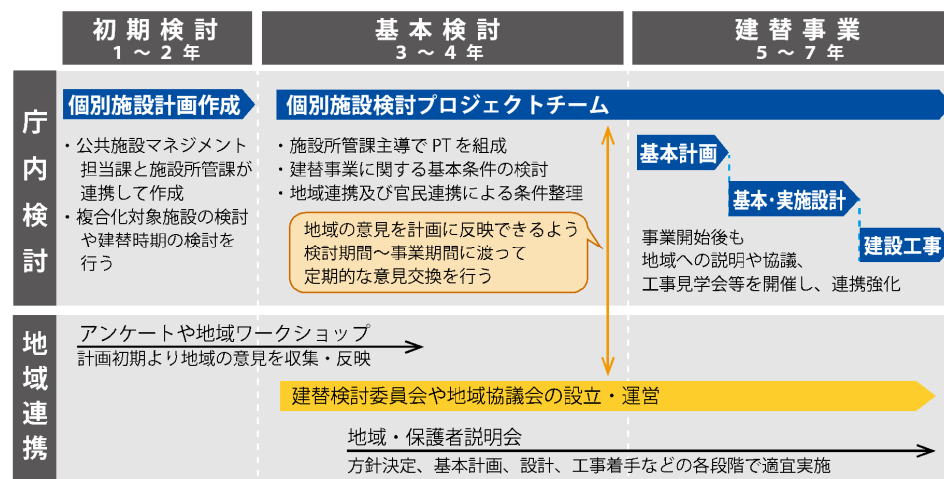 初期検討
1～2年
基本検討
3～4年
建替事業
5～7年
庁内検討
個別施設計画作成
・公共施設マネジメント
担当課と施設所管課が
連携して作成
・複合化対象施設の検討
や建替時期の検討を
行う
個別施設検討プロジェクトチーム
・施設所管課主導でPTを組成
・建替事業に関する基本条件の検討
・地域連携及び官民連携による条件整理
地域の意見を計画に反映できるよう
検討期間～事業期間に渡って
定期的な意見交換を行う
基本計画
基本・実施設計
建設工事
事業開始後も
地域への説明や協議、
工事見学会等を開催し、連携強化
地域連携
アンケートや地域ワークショップ
計画初期より地域の意見を収集・反映
建替検討委員会や地域協議会の設立・運営
地域・保護者説明会
方針決定、基本計画、設計、工事着手などの各段階で適宜実施